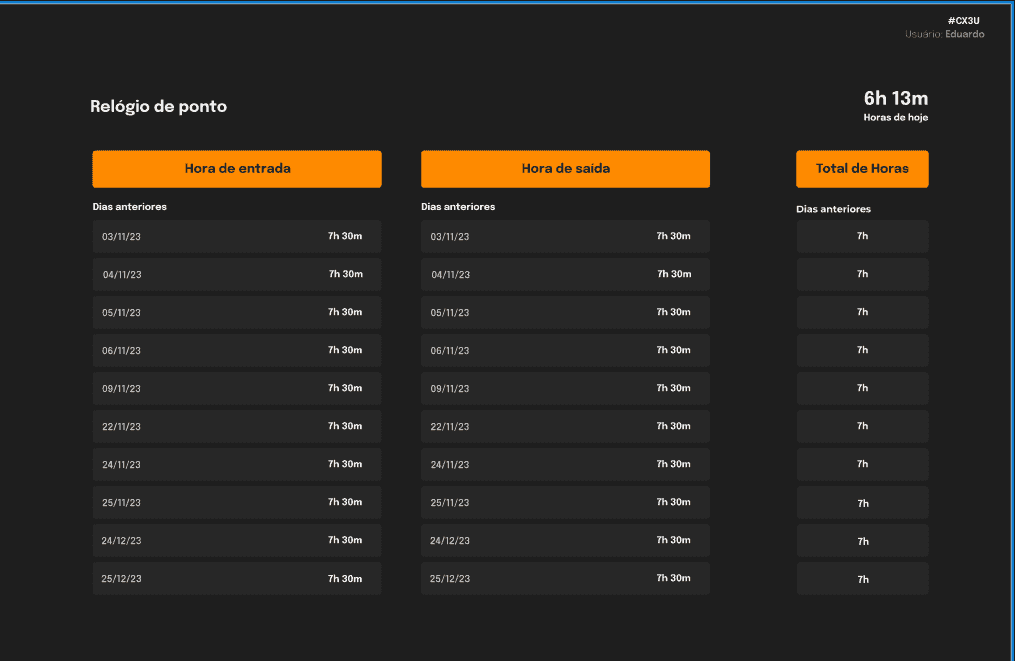 #CX3U
Usuário: Eduardo
Relógio de ponto
6h 13m
Horas de hoje
Hora de entrada Hora de saída Total de Horas
Dias anteriores Dias anteriores Dias anteriores
03/11/23 7h 30m 03/11/23 7h 30m 7h
04/11/23 7h 30m 04/11/23 7h 30m 7h
05/11/23 7h 30m 05/11/23 7h 30m 7h
06/11/23 7h 30m 06/11/23 7h 30m 7h
09/11/23 7h 30m 09/11/23 7h 30m 7h
22/11/23 7h 30m 22/11/23 7h 30m 7h
24/11/23 7h 30m 24/11/23 7h 30m 7h
25/11/23 7h 30m 25/11/23 7h 30m 7h
24/12/23 7h 30m 24/12/23 7h 30m 7h
25/12/23 7h 30m 25/12/23 7h 30m 7h